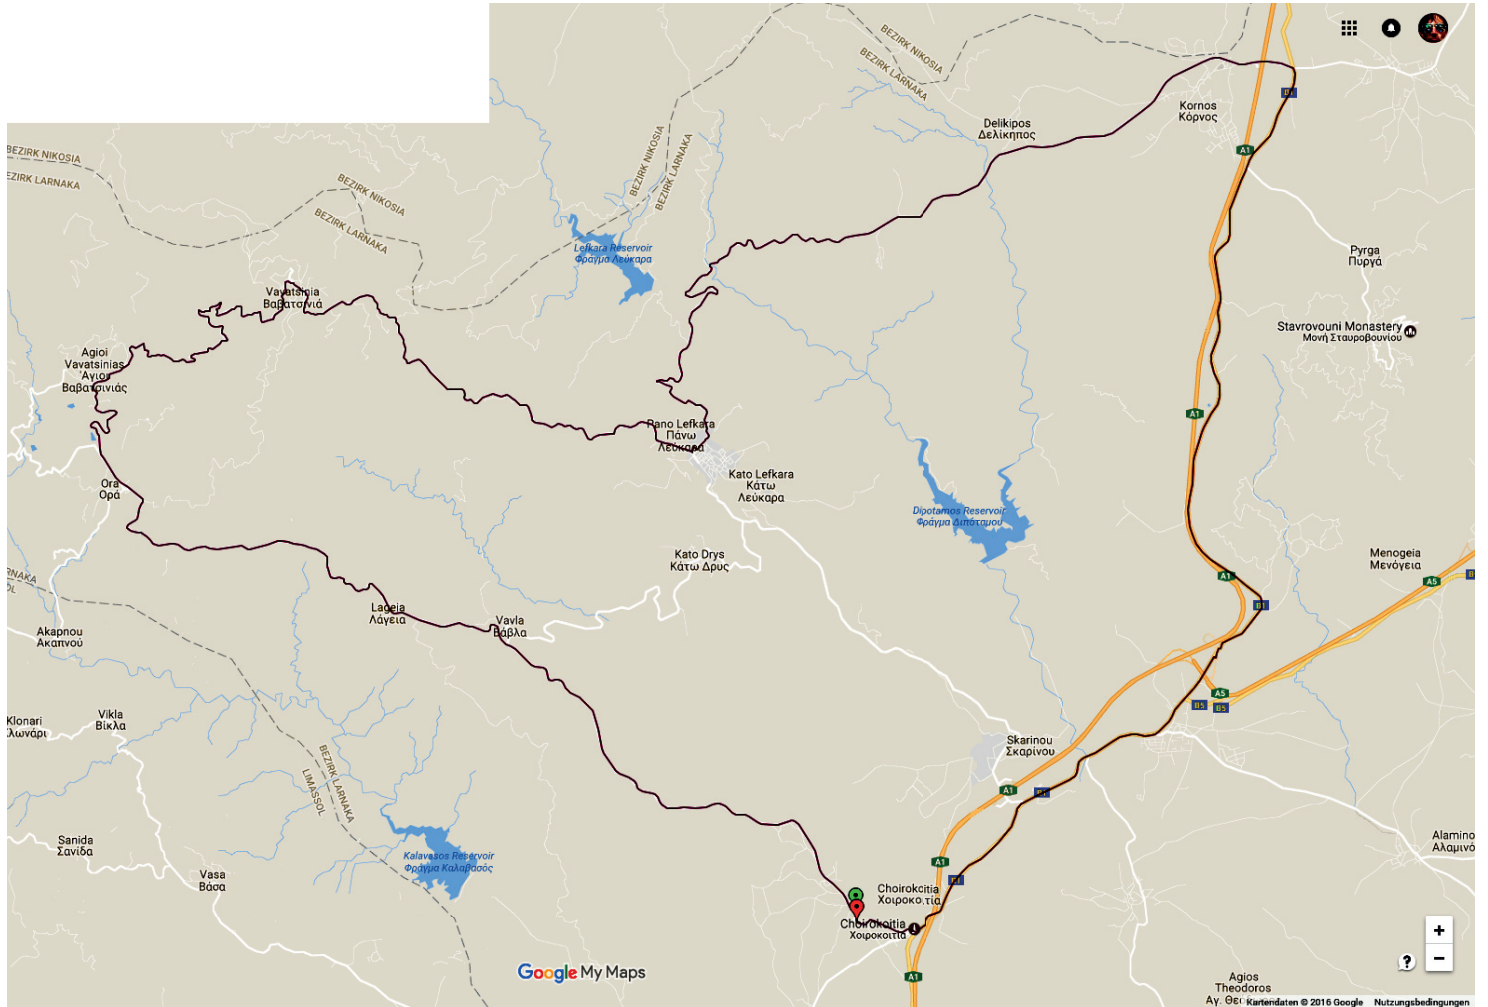 BEZIRK NIKOSIA
BEZIRK LARNAKA
Kornos
Κόρνος
Delikipos
Δελίκηπος
A1
BEZIRK NIKOSIA
EZIRK LARNAKA
BEZIRK NIKOSIA
BEZIRK LARNAKA
BEZIRK NIKOSIA
BEZIRK LARNAKA
Lefkara Reservoir
Φράγμα Λεύκαρα
Pyrga
Πυργά
Vavatsinia
Βαβατσινιά
Stavrovouni Monastery
Μονή Σταυροβουνίου
Agioi
Vavatsinias
Άγιοι
Βαβατσινιάς
A1
Pano Lefkara
Πάνω
Λεύκαρα
Kato Lefkara
Κάτω
Λεύκαρα
Ora
Ορά
Dipotamos Reservoir
Φράγμα Διπόταμου
Kato Drys
Κάτω Δρυς
Menogeia
Μενόγεια
A1
A5
B1
Lageia
Λάγεια
Vavla
Βάβλα
Akapnou
Ακαπνού
A5
B5
B5
Vikla
Βίκλα
Klonari
Skarinou
Σκαρίνου
BEZIRK LARNAKA
LIMASSOL
A1
B1
Sanida
Σανίδα
Alamino
Αλαμινό
Kalavasos Reservoir
Φράγμα Καλαβασός
Vasa
Βάσα
A1
B1
Choirokoitia
Χοιροκοιτία
Choirokoitia
Χοιροκοιτία
A1
+
−
?
Google My Maps
Agios
Theodoros
Kartendaten © 2016 Google Nutzungsbedingungen